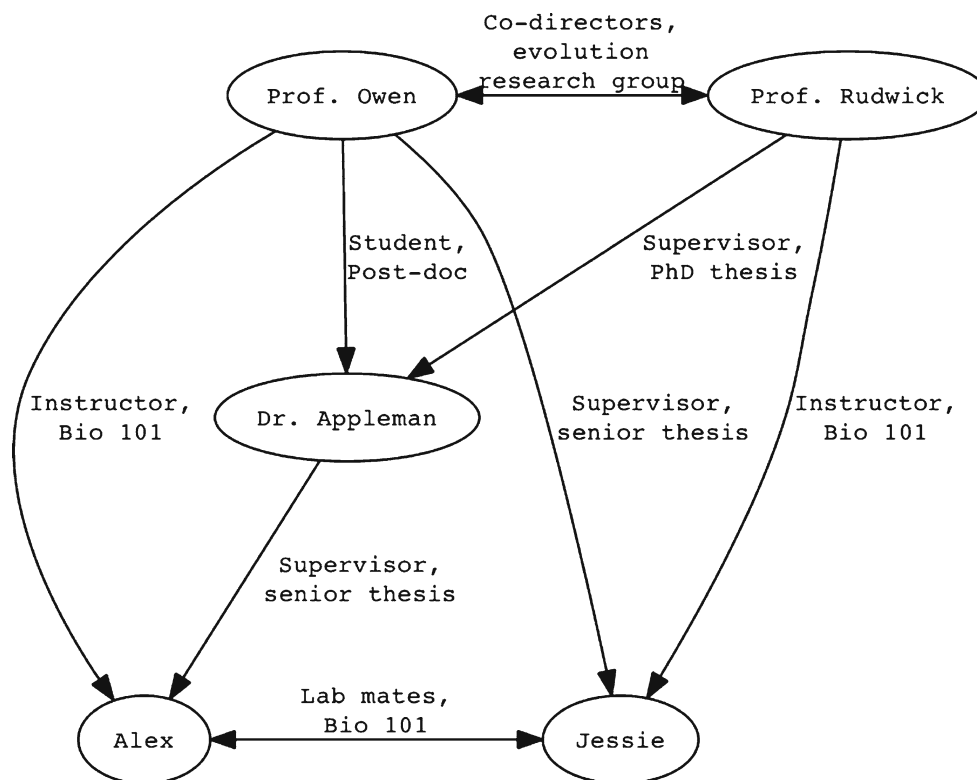 Co-directors,
evolution
research group
Prof. Owen
Prof. Rudwick
Student,
Post-doc
Supervisor,
PhD thesis
Instructor,
Bio 101
Dr. Appleman
Supervisor,
senior thesis
Instructor,
Bio 101
Supervisor,
senior thesis
Lab mates,
Bio 101
Alex
Jessie